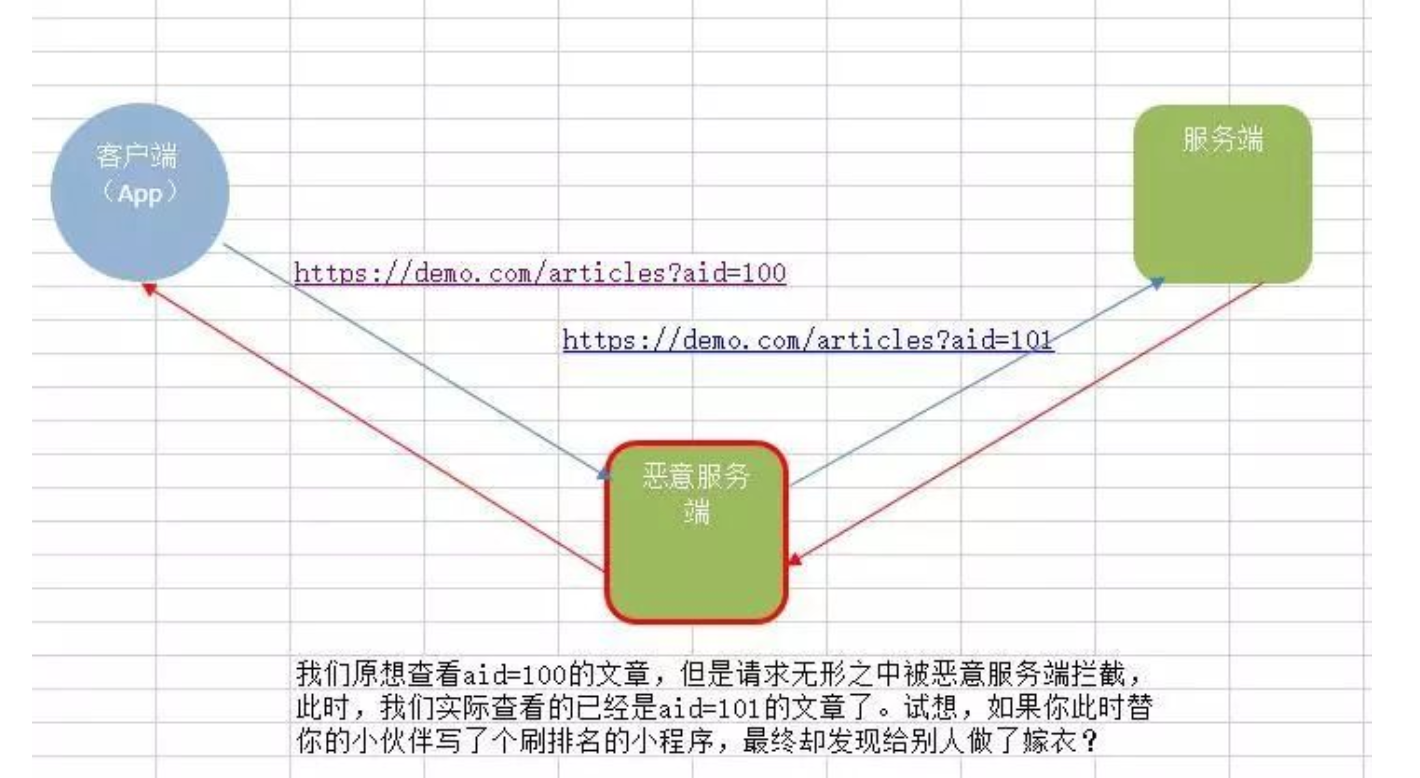 客户端
（App）
服务端
https://demo.com/articles?aid=100
https://demo.com/articles?aid=101
恶意服务
端
我们原想查看aid=100的文章，但是请求无形之中被恶意服务端拦截，
此时，我们实际查看的已经是aid=101的文章了。试想，如果你此时替
你的小伙伴写了个刷排名的小程序，最终却发现给别人做了嫁衣？